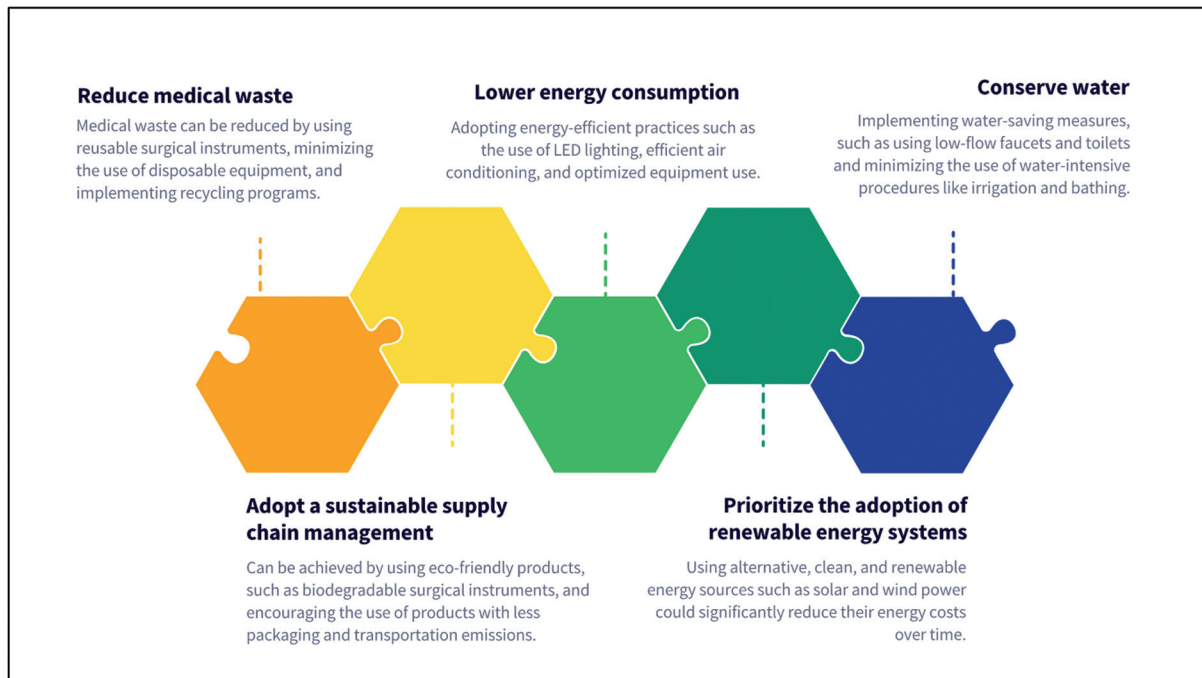 Reduce medical waste
Medical waste can be reduced by using
reusable surgical instruments, minimizing
the use of disposable equipment, and
implementing recycling programs.
Lower energy consumption
Adopting energy-efficient practices such as
the use of LED lighting, efficient air
conditioning, and optimized equipment use.
Conserve water
Implementing water-saving measures,
such as using low-flow faucets and toilets
and minimizing the use of water-intensive
procedures like irrigation and bathing.
Adopt a sustainable supply
chain management
Can be achieved by using eco-friendly products,
such as biodegradable surgical instruments, and
encouraging the use of products with less
packaging and transportation emissions.
Prioritize the adoption of
renewable energy systems
Using alternative, clean, and renewable
energy sources such as solar and wind power
could significantly reduce their energy costs
over time.